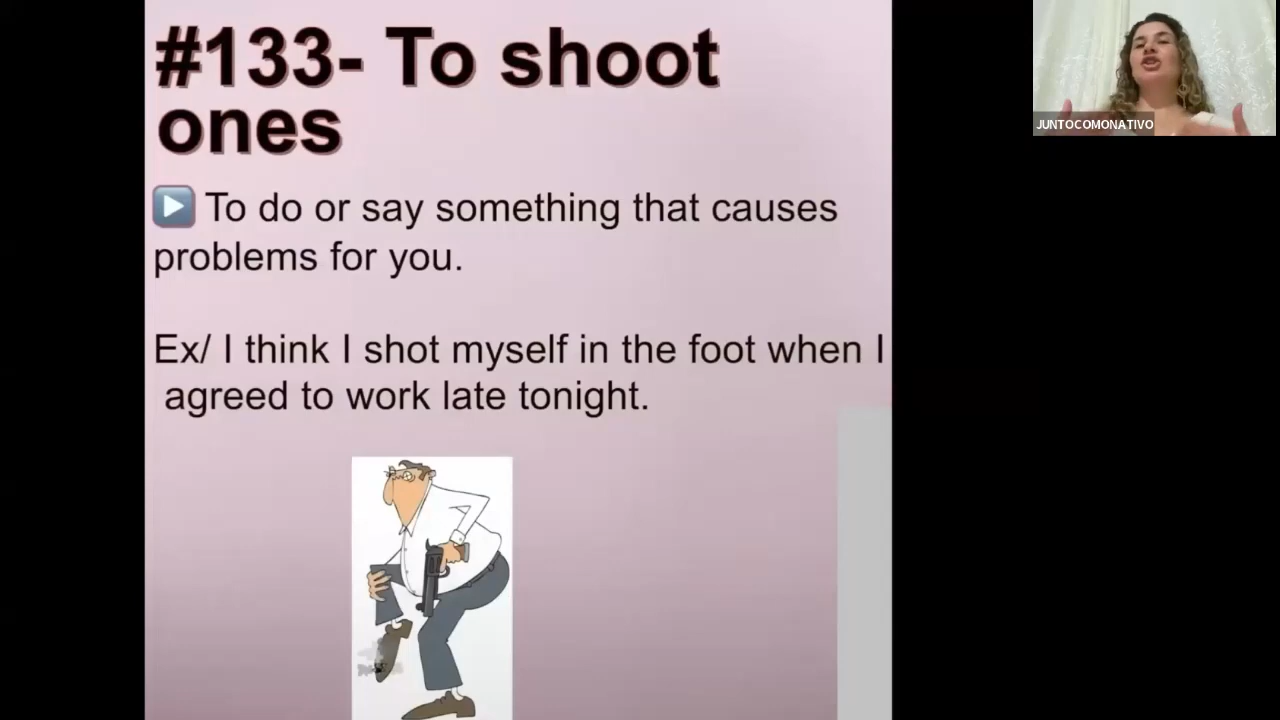 #133- To shoot
ones
To do or say something that causes
problems for you.
Ex/ I think I shot myself in the foot when I
agreed to work late tonight.
JUNTOCOMONATIVO